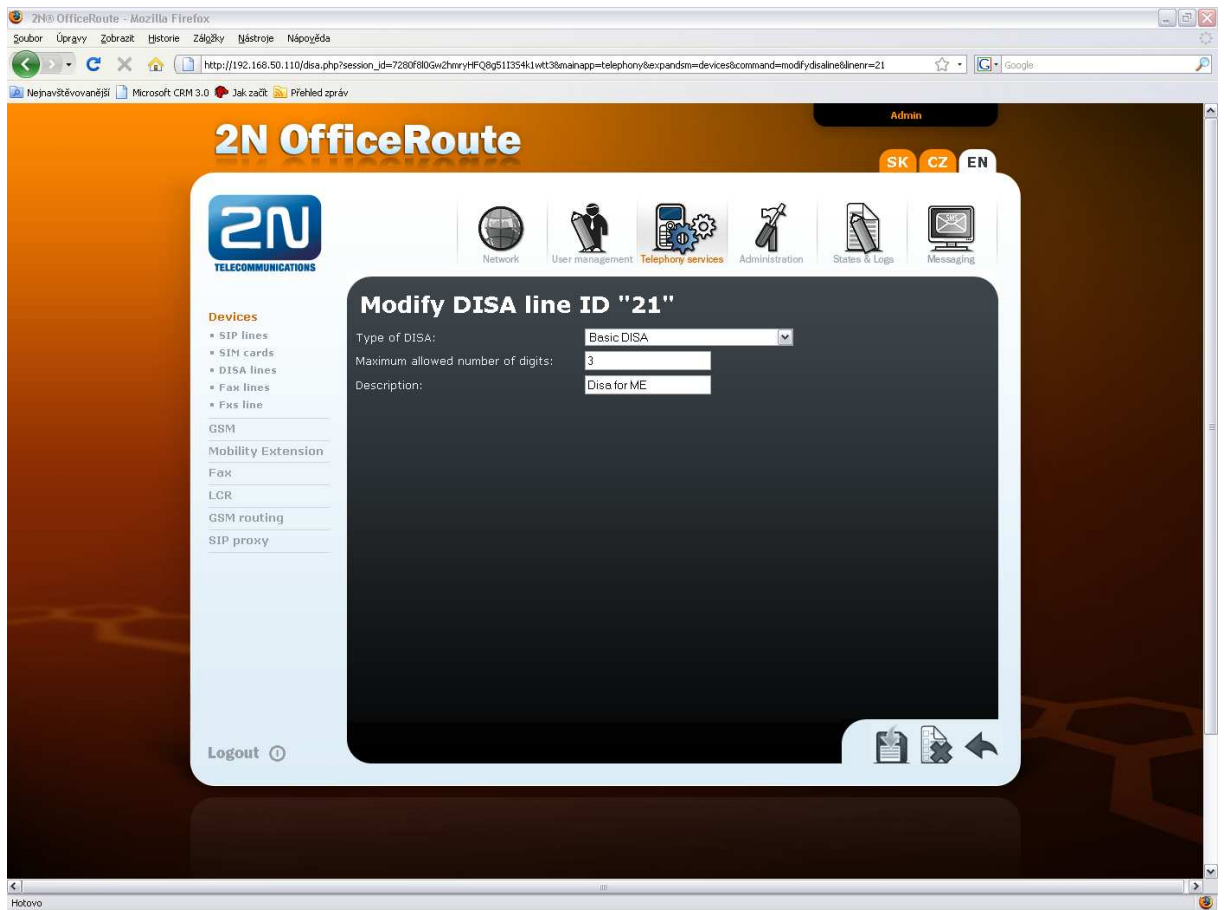 2N® OfficeRoute - Mozilla Firefox
Soubor Úpravy Zobrazit Historie Záložky Nástroje Nápověda
http://192.168.50.110/disa.php?session_id=7280f8l0Gw2hmryHFQ8g51I354k1wtt3&mainapp=telephony&expandsm=devices&command=modifydisaline&linenr=21
G Google
Nejnavštěvovanější Microsoft CRM 3.0 Jak začít Přehled zpráv
Admin
2N OfficeRoute
SK CZ EN
2N
TELECOMMUNICATIONS
SMS
Network User management Telephony services Administration States & Logs Messaging
Modify DISA line ID "21"
Devices
SIP lines
SIM cards
DISA lines
Fax lines
Fxs line
GSM
Mobility Extension
Fax
LCR
GSM routing
SIP proxy
Type of DISA: Basic DISA
Maximum allowed number of digits: 3
Description: Disa for ME
Logout
Hotovo